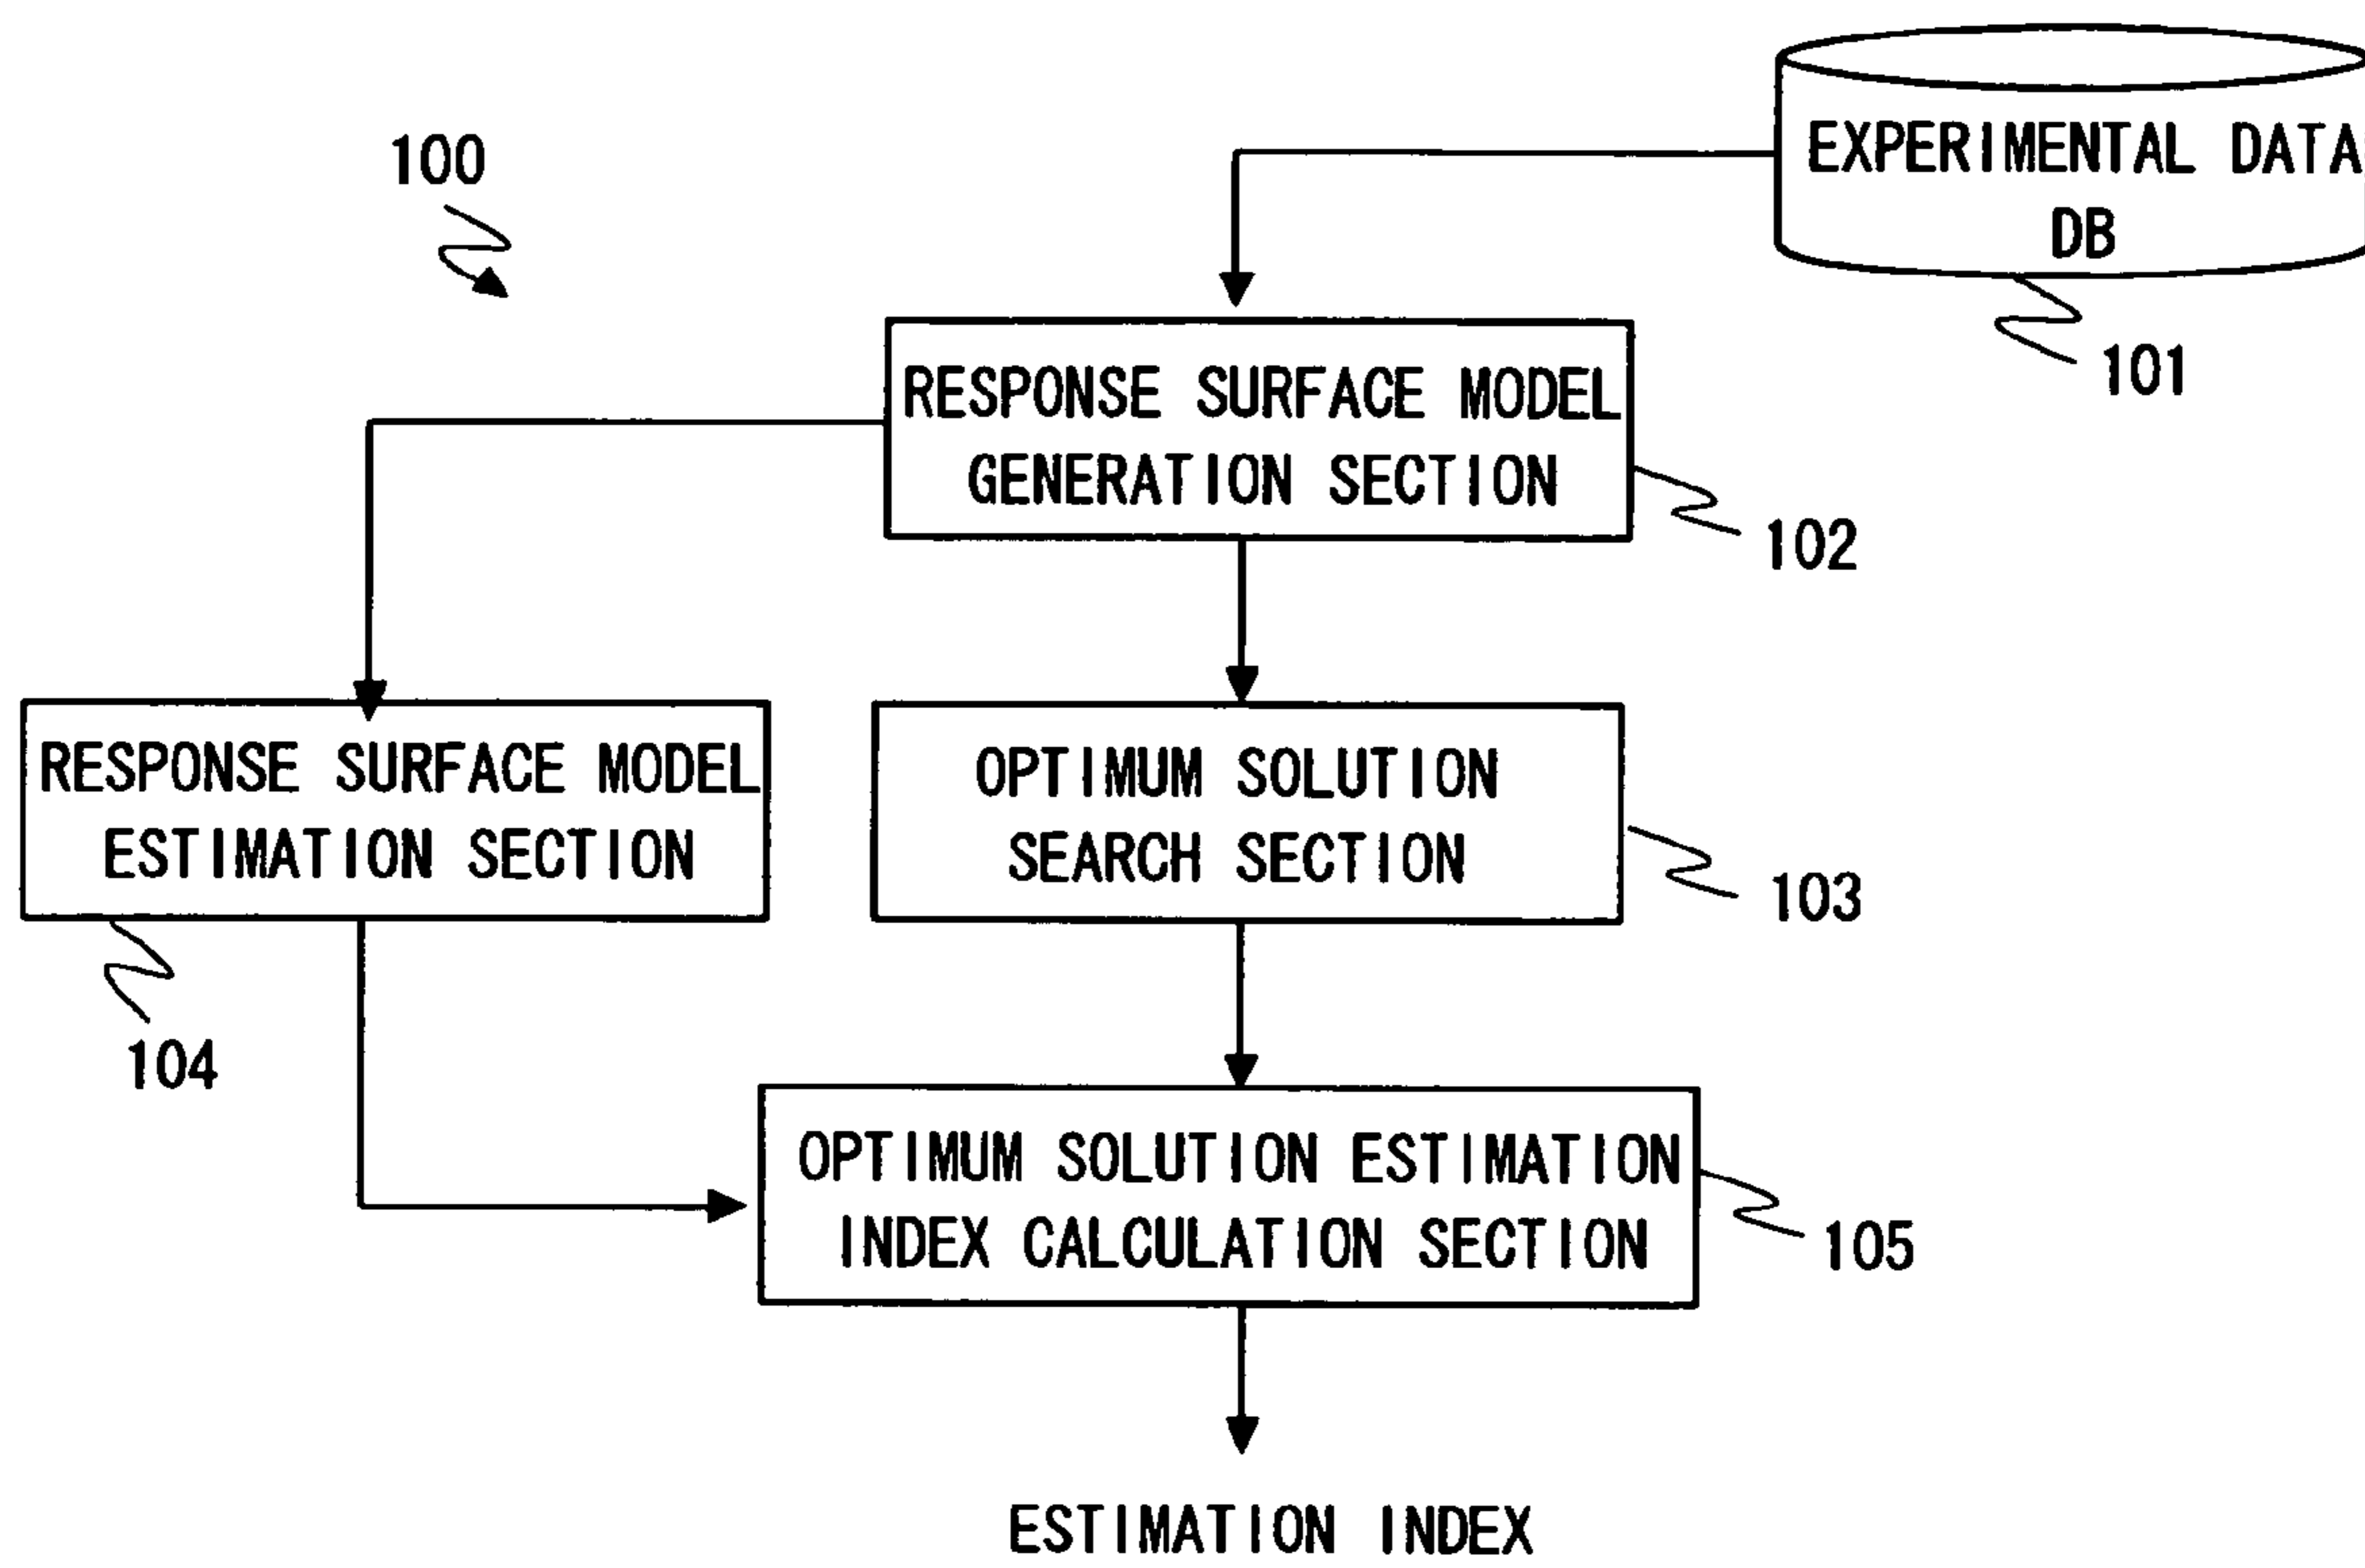 100
EXPERIMENTAL DATA
DB
101
RESPONSE SURFACE MODEL
GENERATION SECTION
102
RESPONSE SURFACE MODEL
ESTIMATION SECTION
104
OPTIMUM SOLUTION
SEARCH SECTION
103
OPTIMUM SOLUTION ESTIMATION
INDEX CALCULATION SECTION
105
ESTIMATION INDEX